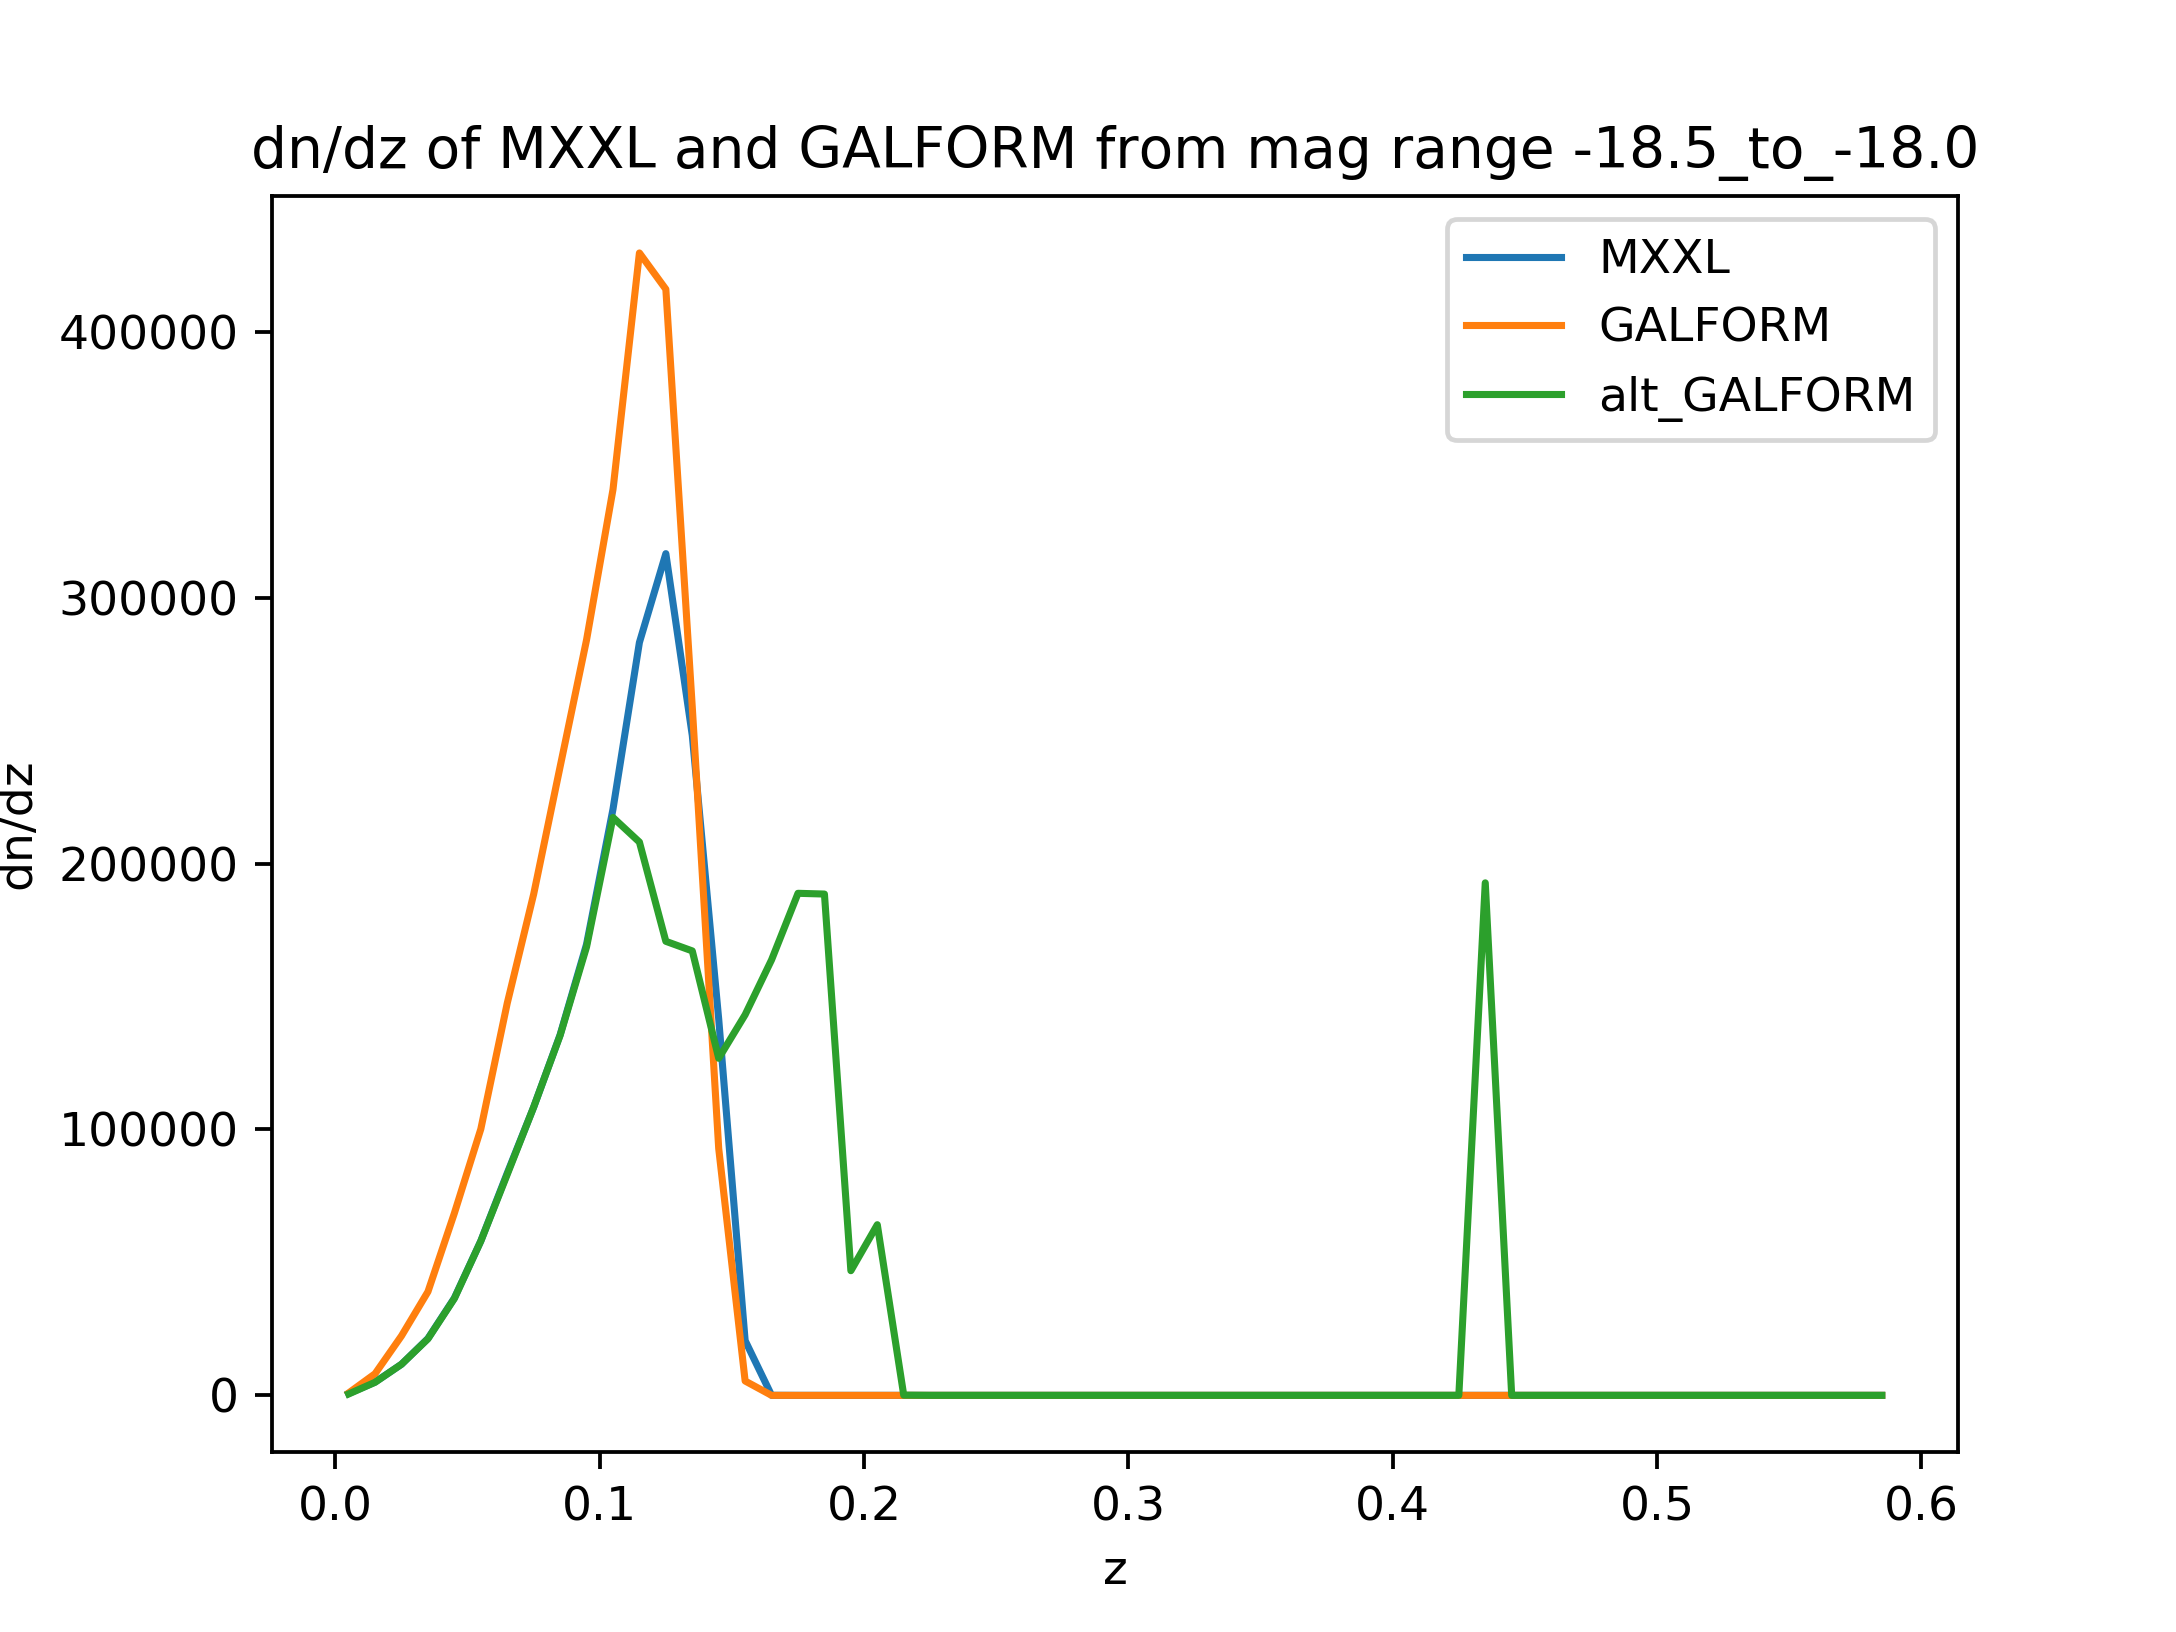 dn/dz of MXXL and GALFORM from mag range -18.5_to_-18.0
MXXL
GALFORM
alt_GALFORM
dn/dz
400000
300000
200000
100000
0
0.0 0.1 0.2 0.3 0.4 0.5 0.6
z